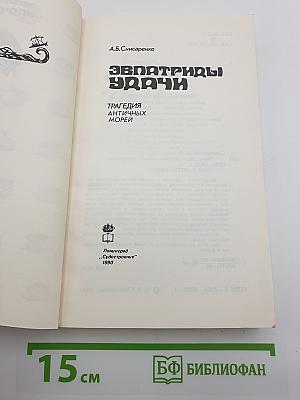 А.Б.Снисаренко
ЭВПАТРИДЫ
УДАЧИ
ТРАГЕДИЯ
АНТИЧНЫХ
МОРЕЙ
Ленинград
„Судостроение"
1990
15 см
БФ БИБЛИОФАН